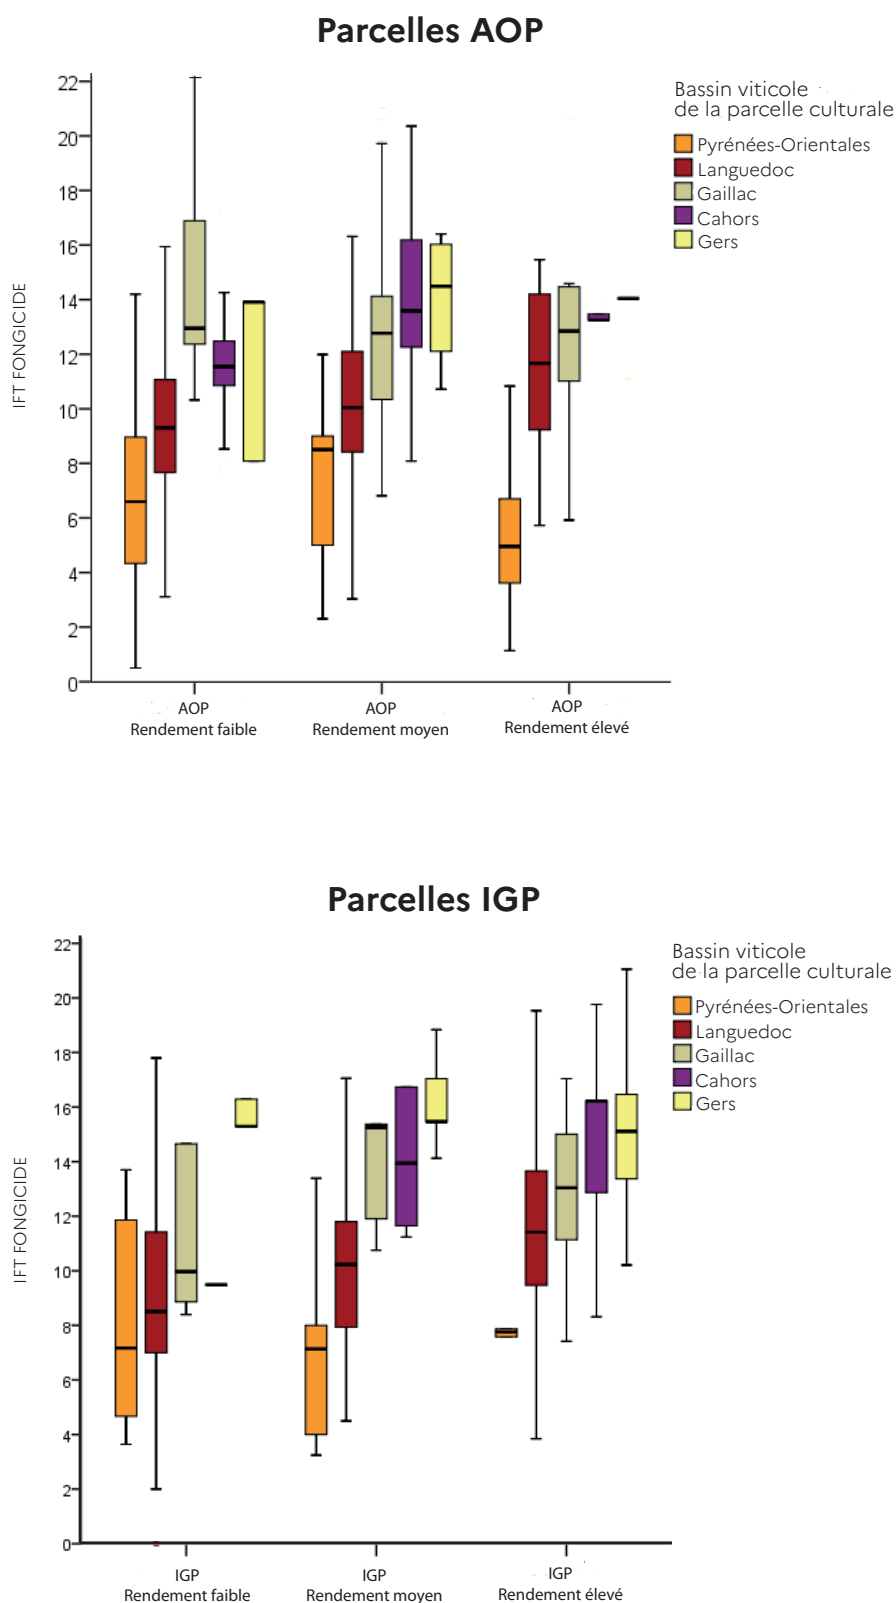 Parcelles AOP
Bassin viticole
de la parcelle culturale
Pyrénées-Orientales
Languedoc
Gaillac
Cahors
Gers
IFT FONGICIDE
22
20
18
16
14
12
10
8
6
4
2
0
AOP
Rendement faible
AOP
Rendement moyen
AOP
Rendement élevé
Parcelles IGP
Bassin viticole
de la parcelle culturale
Pyrénées-Orientales
Languedoc
Gaillac
Cahors
Gers
IFT FONGICIDE
22
20
18
16
14
12
10
8
6
4
2
0
IGP
Rendement faible
IGP
Rendement moyen
IGP
Rendement élevé